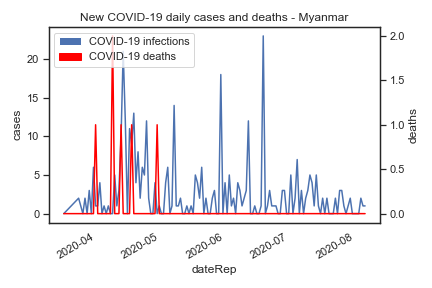 New COVID-19 daily cases and deaths - Myanmar
COVID-19 infections
COVID-19 deaths
cases
20
15
10
5
0
2.0
1.5
1.0
0.5
0.0
deaths
2020-04
2020-05
2020-06
2020-07
2020-08
dateRep